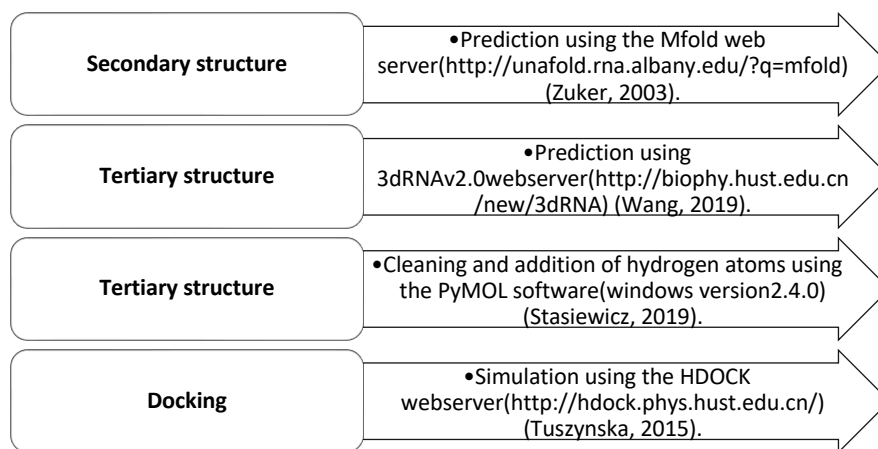 Secondary structure
•Prediction using the Mfold web
server(http://unafold.rna.albany.edu/?q=mfold)
(Zuker, 2003).
Tertiary structure
•Prediction using
3dRNAv2.0webserver(http://biophy.hust.edu.cn
/new/3dRNA) (Wang, 2019).
Tertiary structure
•Cleaning and addition of hydrogen atoms using
the PyMOL software(windows version2.4.0)
(Stasiewicz, 2019).
Docking
•Simulation using the HDOCK
webserver(http://hdock.phys.hust.edu.cn/)
(Tuszynska, 2015).